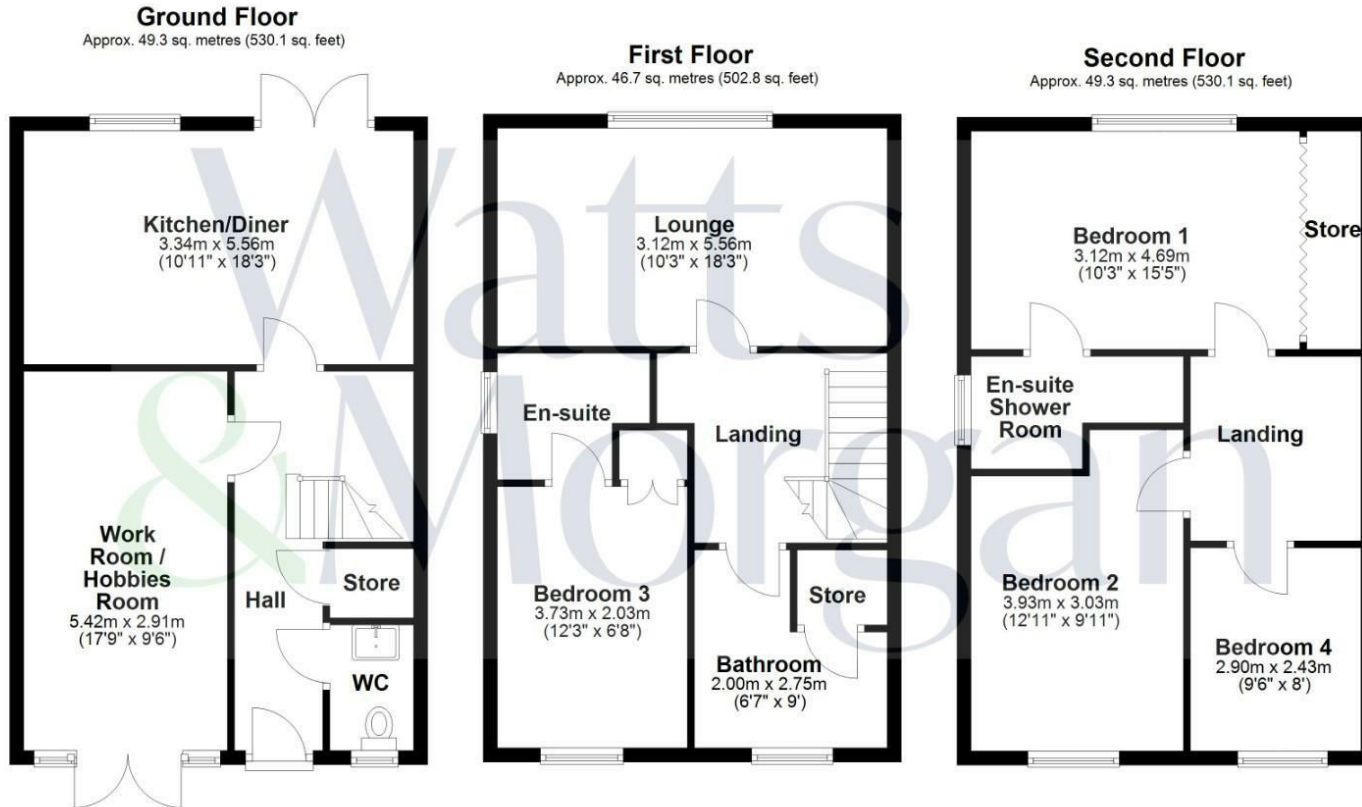 Ground Floor
Approx. 49.3 sq. metres (530.1 sq. feet)
Kitchen/Diner
3.34m x 5.56m
(10'11" x 18'3")
Work
Room /
Hobbies
Room
5.42m x 2.91m
(17'9" x 9'6")
Hall
Store
WC
First Floor
Approx. 46.7 sq. metres (502.8 sq. feet)
Lounge
3.12m x 5.56m
(10'3" x 18'3")
En-suite
Landing
Bedroom 3
3.73m x 2.03m
(12'3" x 6'8")
Store
Bathroom
2.00m x 2.75m
(6'7" x 9')
Second Floor
Approx. 49.3 sq. metres (530.1 sq. feet)
Bedroom 1
3.12m x 4.69m
(10'3" x 15'5")
Store
En-suite
Shower
Room
Landing
Bedroom 2
3.93m x 3.03m
(12'11" x 9'11")
Bedroom 4
2.90m x 2.43m
(9'6" x 8')
Watts
&Morgan